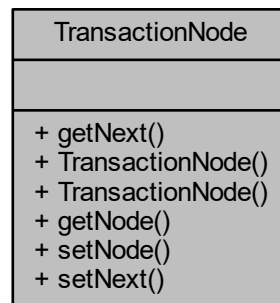 TransactionNode
+ getNext()
+ TransactionNode()
+ TransactionNode()
+ getNode()
+ setNode()
+ setNext()